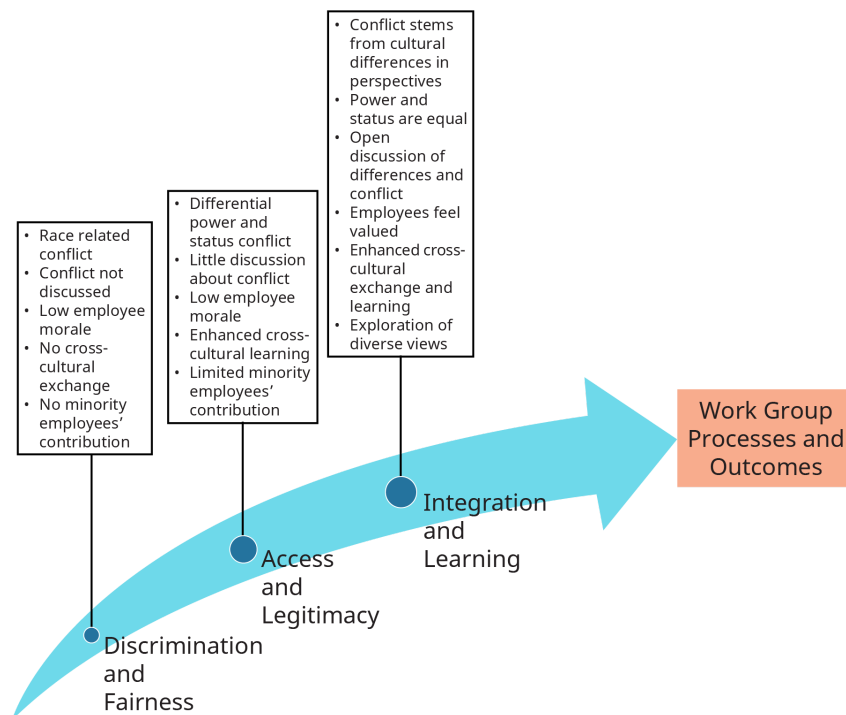 • Race related
conflict
• Conflict not
discussed
• Low employee
morale
• No cross-
cultural
exchange
• No minority
employees’
contribution
Discrimination
and
Fairness
• Differential
power and
status conflict
• Little discussion
about conflict
• Low employee
morale
• Enhanced cross-
cultural learning
• Limited minority
employees’
contribution
Access
and
Legitimacy
• Conflict stems
from cultural
differences in
perspectives
• Power and
status are equal
• Open
discussion of
differences and
conflict
• Employees feel
valued
• Enhanced cross-
cultural
exchange and
learning
• Exploration of
diverse views
Integration
and
Learning
Work Group
Processes and
Outcomes